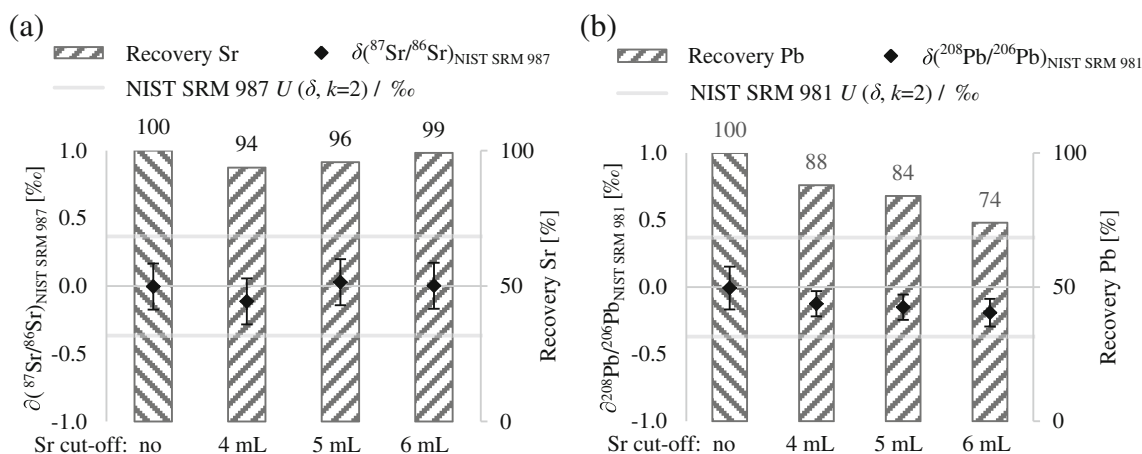 (a)
Recovery Sr
δ(⁸⁷Sr/⁸⁶Sr)NIST SRM 987
NIST SRM 987 U (δ, k=2) / ‰
100
94
96
99
1.0
0.5
0.0
-0.5
-1.0
∂(⁸⁷Sr/⁸⁶Sr)NIST SRM 987 [‰]
100
50
0
Recovery Sr [%]
Sr cut-off: no 4 mL 5 mL 6 mL
(b)
Recovery Pb
δ(²⁰⁸Pb/²⁰⁶Pb)NIST SRM 981
NIST SRM 981 U (δ, k=2) / ‰
100
88
84
74
1.0
0.5
0.0
-0.5
-1.0
∂²⁰⁸Pb/²⁰⁶Pb NIST SRM 981 [‰]
100
50
0
Recovery Pb [%]
Sr cut-off: no 4 mL 5 mL 6 mL